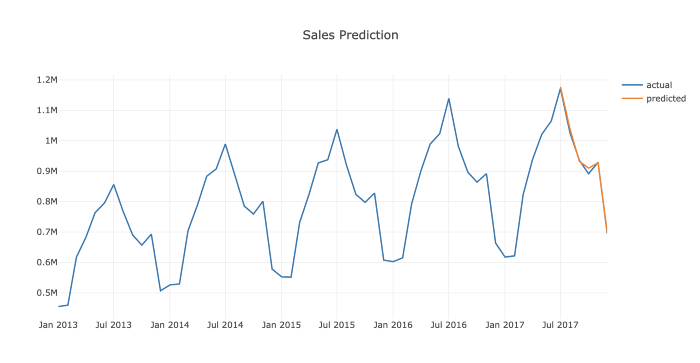 Sales Prediction
actual
predicted
1.2M
1.1M
1M
0.9M
0.8M
0.7M
0.6M
0.5M
Jan 2013 Jul 2013 Jan 2014 Jul 2014 Jan 2015 Jul 2015 Jan 2016 Jul 2016 Jan 2017 Jul 2017